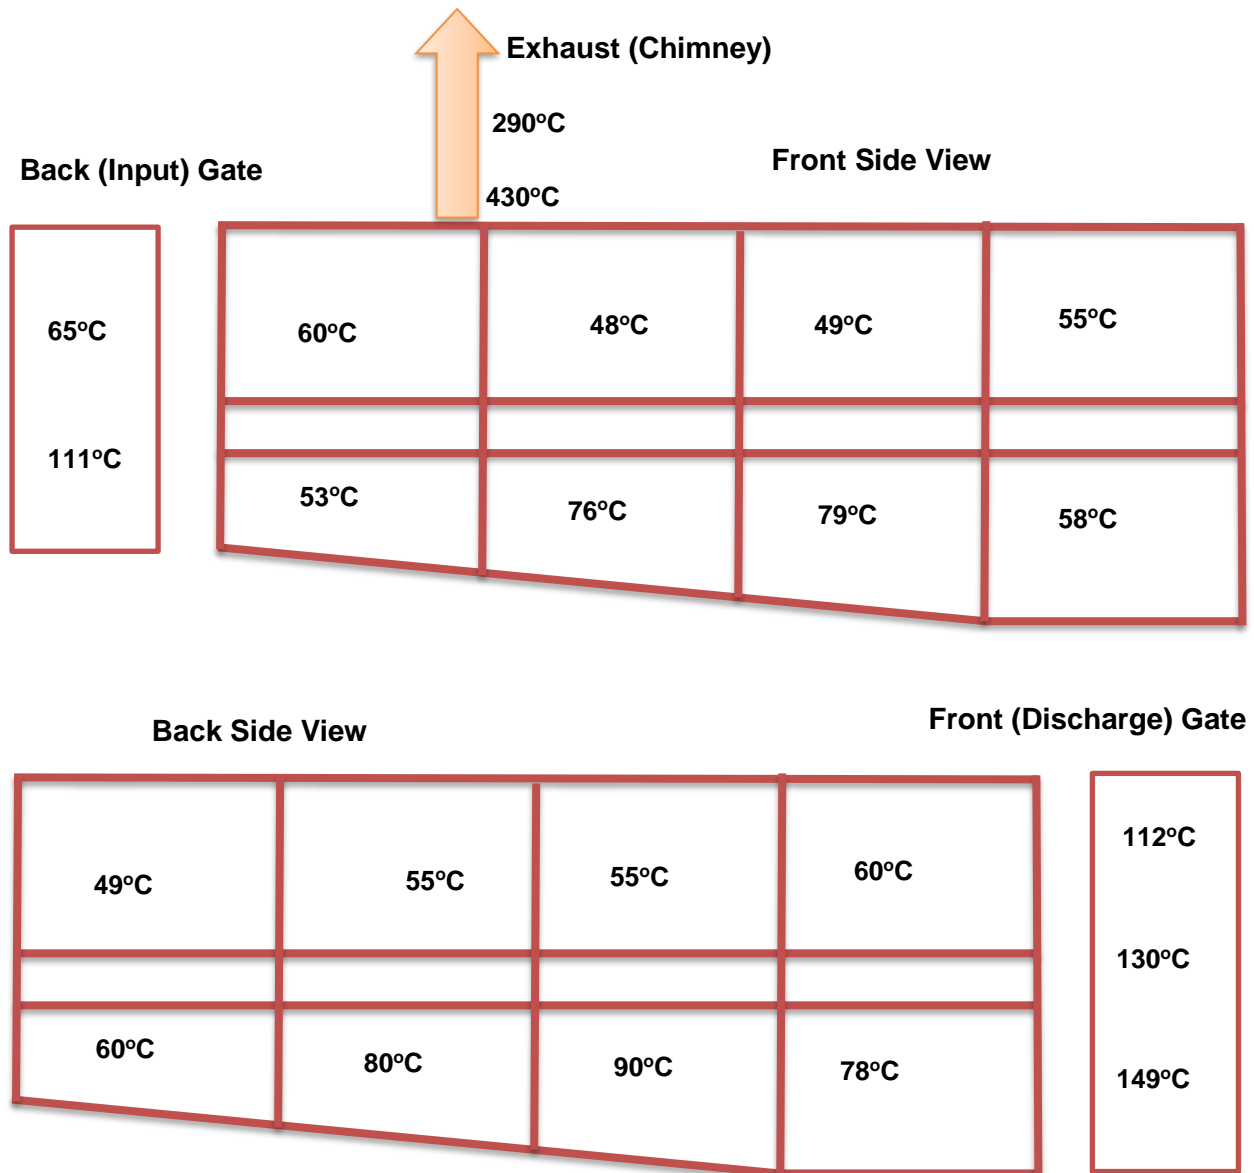 Exhaust (Chimney)
290°C
Back (Input) Gate
Front Side View
430°C
65°C
60°C
48°C
49°C
55°C
111°C
53°C
76°C
79°C
58°C
Back Side View
Front (Discharge) Gate
49°C
55°C
55°C
60°C
112°C
130°C
60°C
80°C
90°C
78°C
149°C